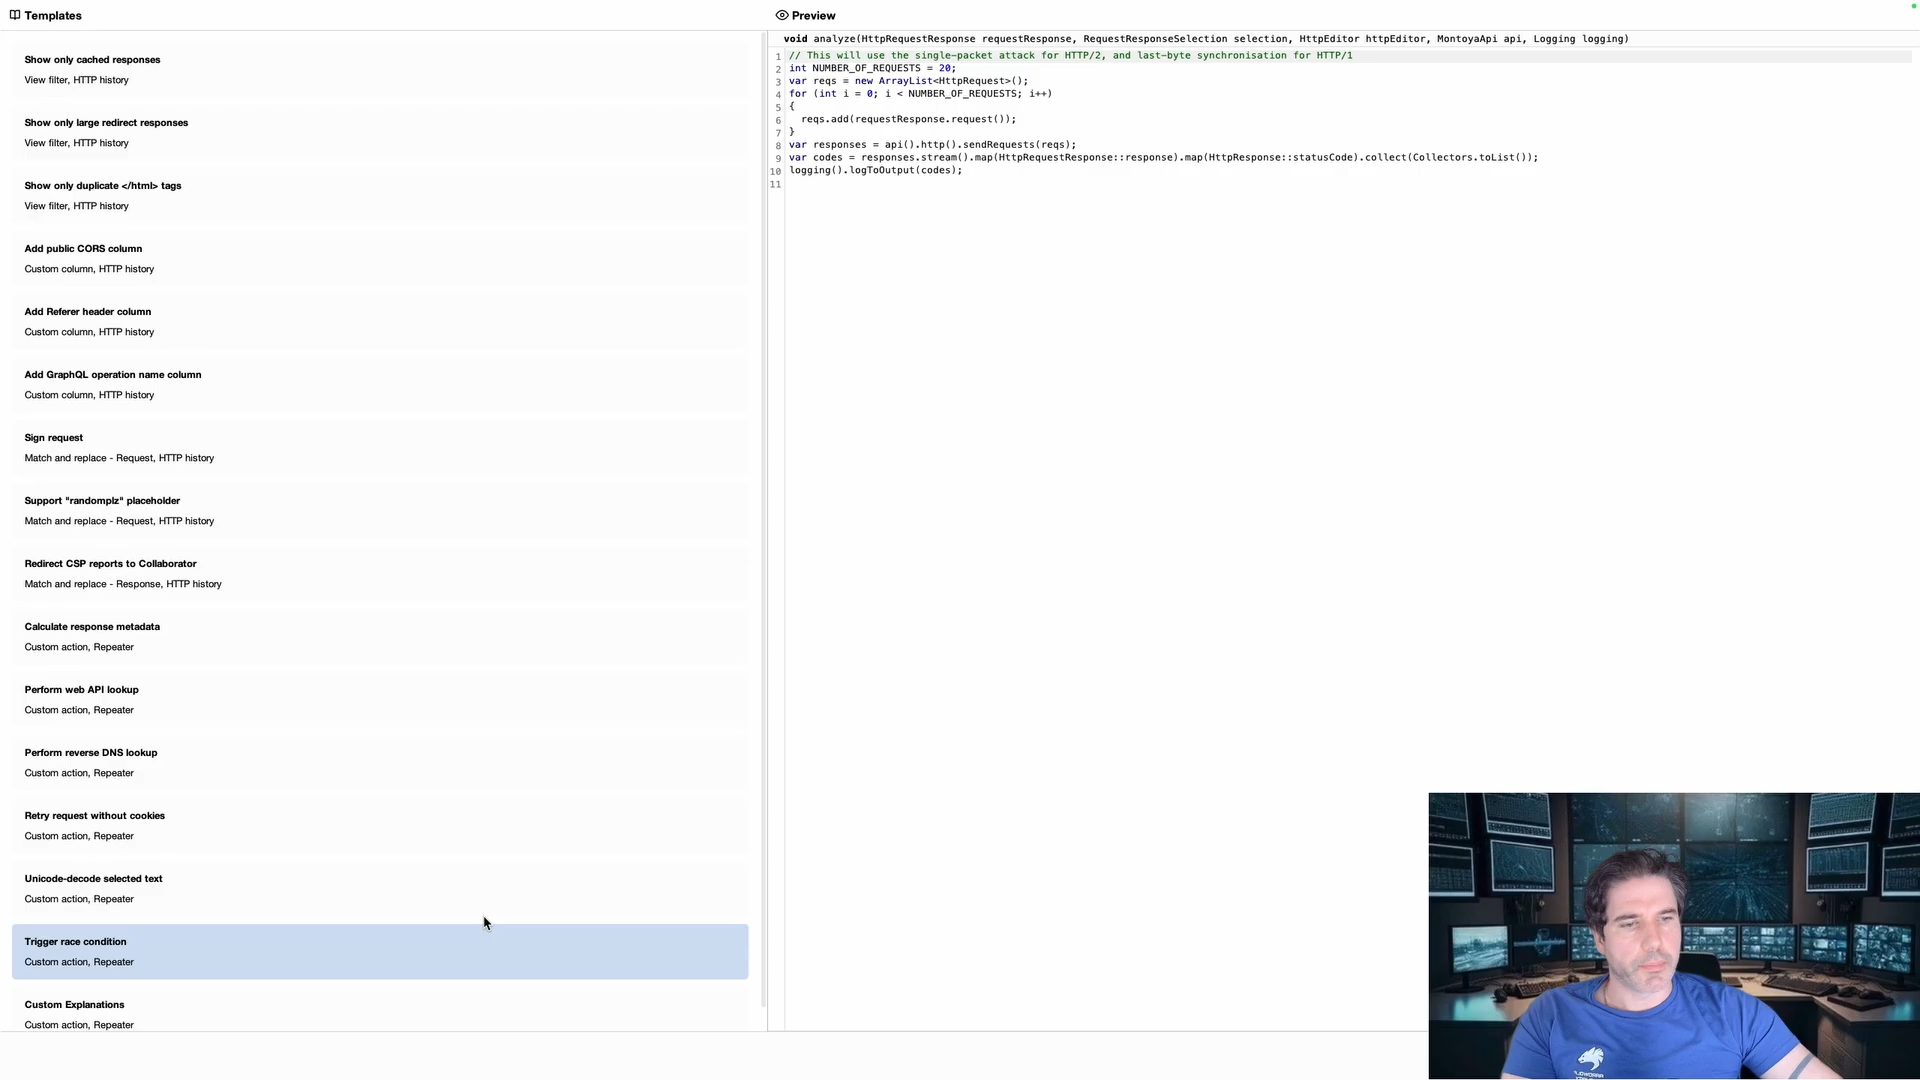 Templates
Show only cached responses
View filter, HTTP history
Show only large redirect responses
View filter, HTTP history
Show only duplicate </html> tags
View filter, HTTP history
Add public CORS column
Custom column, HTTP history
Add Referer header column
Custom column, HTTP history
Add GraphQL operation name column
Custom column, HTTP history
Sign request
Match and replace - Request, HTTP history
Support "randomplz" placeholder
Match and replace - Request, HTTP history
Redirect CSP reports to Collaborator
Match and replace - Response, HTTP history
Calculate response metadata
Custom action, Repeater
Perform web API lookup
Custom action, Repeater
Perform reverse DNS lookup
Custom action, Repeater
Retry request without cookies
Custom action, Repeater
Unicode-decode selected text
Custom action, Repeater
Trigger race condition
Custom action, Repeater
Custom Explanations
Custom action, Repeater
Preview
void analyze(HttpRequestResponse requestResponse, RequestResponseSelection selection, HttpEditor httpEditor, MontoyaApi api, Logging logging)
1 // This will use the single-packet attack for HTTP/2, and last-byte synchronisation for HTTP/1
2 int NUMBER_OF_REQUESTS = 20;
3 var reqs = new ArrayList<HttpRequest>();
4 for (int i = 0; i < NUMBER_OF_REQUESTS; i++)
5 {
6 reqs.add(requestResponse.request());
7 }
8 var responses = api().http().sendRequests(reqs);
9 var codes = responses.stream().map(HttpRequestResponse::response).map(HttpResponse::statusCode).collect(Collectors.toList());
10 logging().logToOutput(codes);
11